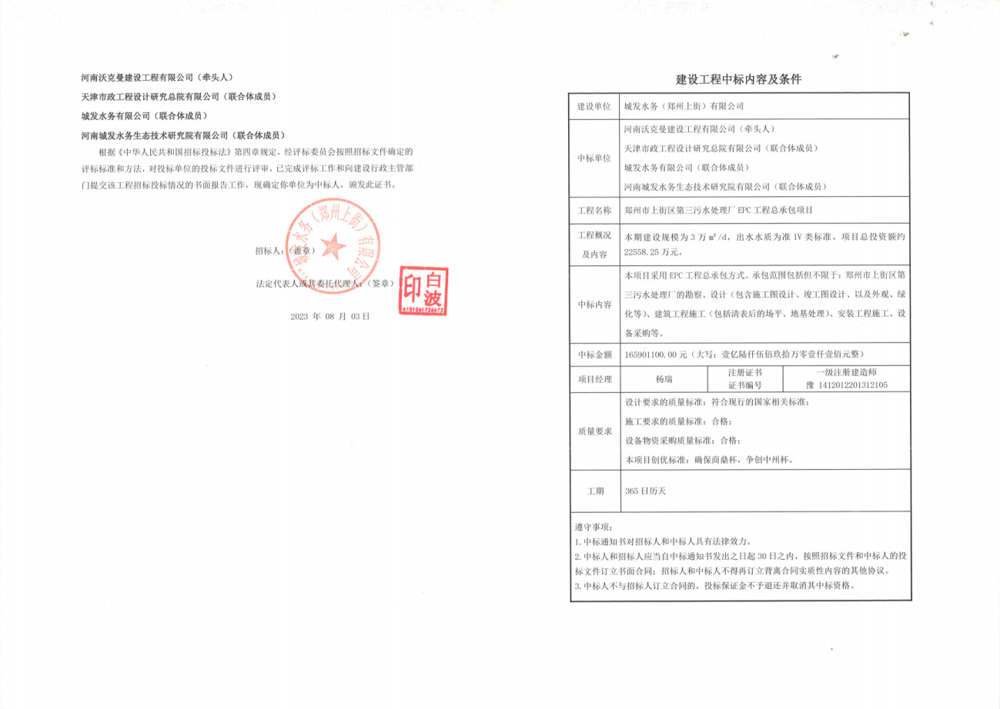 河南沃克曼建设工程有限公司（牵头人）
天津市政工程设计研究总院有限公司（联合体成员）
城发水务有限公司（联合体成员）
河南城发水务生态技术研究院有限公司（联合体成员）
根据《中华人民共和国招标投标法》第四章规定，经评标委员会按照招标文件确定的
评标标准和方法，对投标单位的投标文件进行评审，已完成评标工作和向建设行政主管部
门提交该工程招标投标情况的书面报告工作，现确定你单位为中标人，颁发此证书。
城发水务（郑州上街）有限公司
招标人：（盖章）
法定代表人或其委托代理人：（签章）
白波印
4101061726672
2023 年 08 月 03日
建设工程中标内容及条件
建设单位 城发水务（郑州上街）有限公司
中标单位
河南沃克曼建设工程有限公司（牵头人）
天津市政工程设计研究总院有限公司（联合体成员）
城发水务有限公司（联合体成员）
河南城发水务生态技术研究院有限公司（联合体成员）
工程名称 郑州市上街区第三污水处理厂 EPC 工程总承包项目
工程概况
及内容
本期建设规模为 3 万 m³/d，出水水质为准 IV 类标准，项目总投资额约
22558.25 万元。
中标内容
本项目采用 EPC 工程总承包方式。承包范围包括但不限于：郑州市上街区第
三污水处理厂的勘察、设计（包含施工图设计、竣工图设计、以及外观、绿
化等）、建筑工程施工（包括清表后的场平、地基处理）、安装工程施工、设
备采购等。
中标金额 165901100.00 元（大写：壹亿陆仟伍佰玖拾万零壹仟壹佰元整）
项目经理 杨瑞
注册证书
证书编号
一级注册建造师
豫 1412012201312105
质量要求
设计要求的质量标准：符合现行的国家相关标准；
施工要求的质量标准：合格；
设备物资采购质量标准：合格；
本项目创优标准：确保商鼎杯，争创中州杯。
工期 365 日历天
遵守事项：
1.中标通知书对招标人和中标人具有法律效力。
2.中标人和招标人应当自中标通知书发出之日起 30 日之内，按照招标文件和中标人的投
标文件订立书面合同；招标人和中标人不得再订立背离合同实质性内容的其他协议。
3.中标人不与招标人订立合同的，投标保证金不予退还并取消其中标资格。